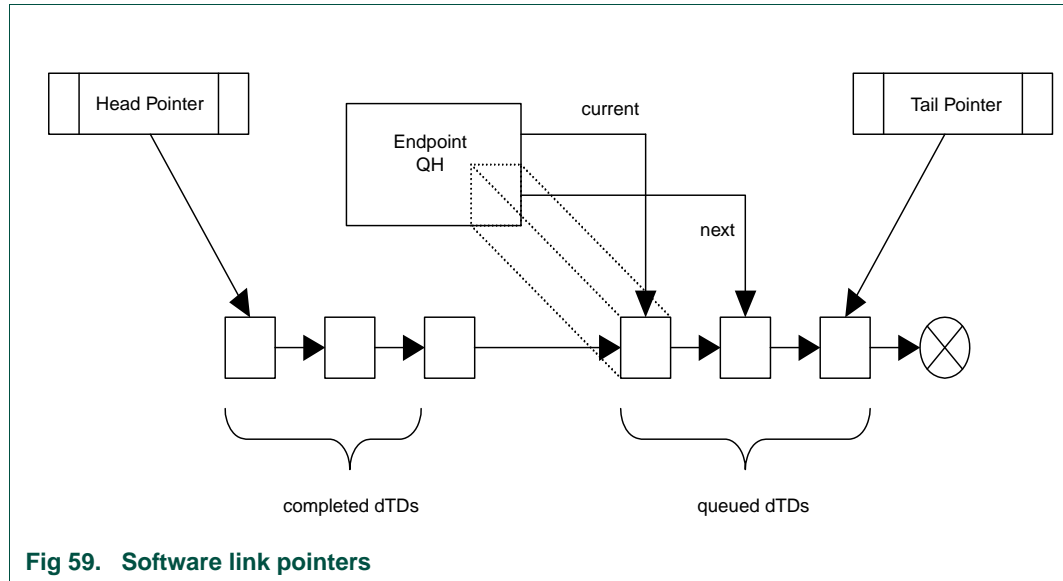 Head Pointer
Endpoint
QH
current
Tail Pointer
next
completed dTDs
queued dTDs
Fig 59. Software link pointers